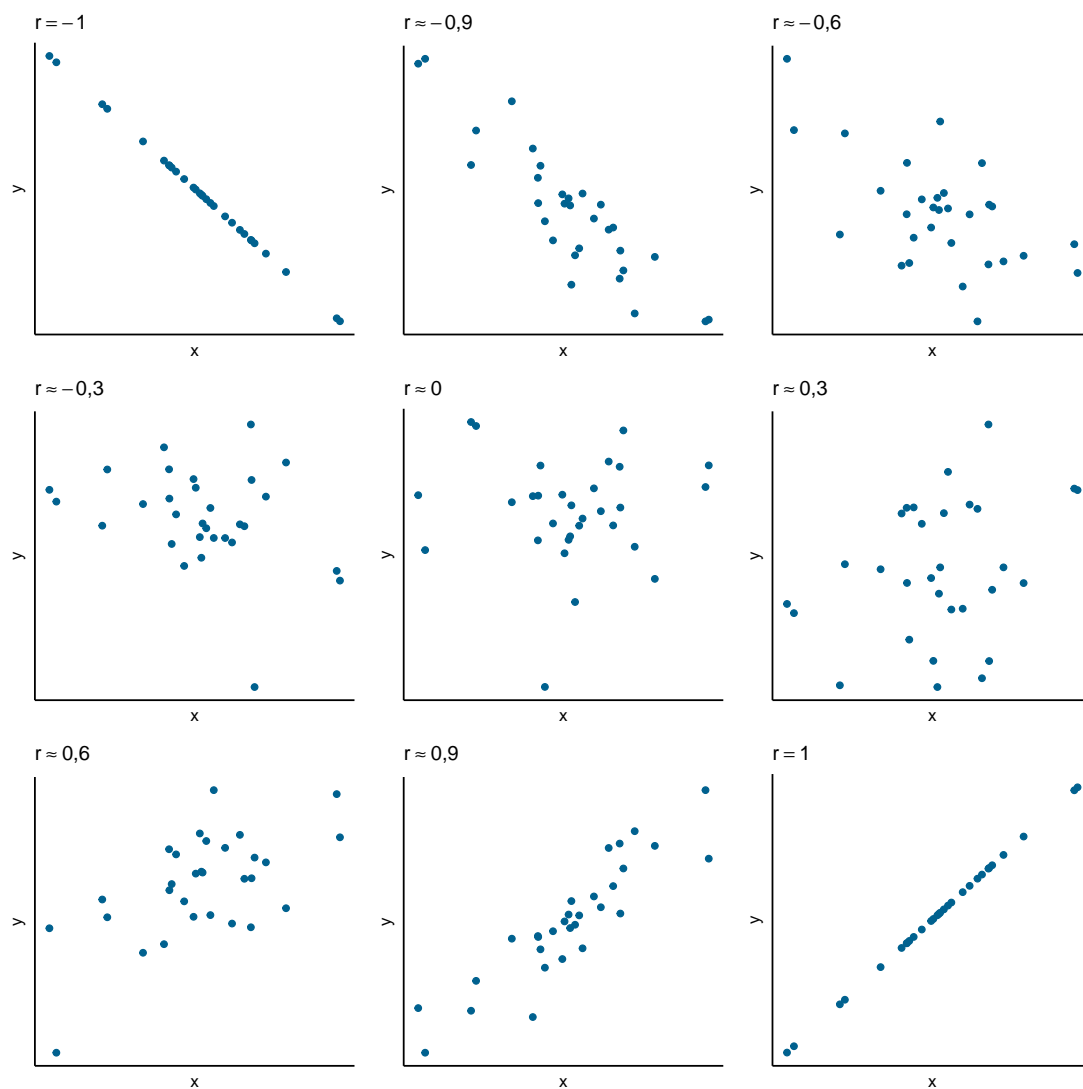 r = −1
r ≈ −0,9
r ≈ −0,6
y
y
y
x
x
x
r ≈ −0,3
r ≈ 0
r ≈ 0,3
y
y
y
x
x
x
r ≈ 0,6
r ≈ 0,9
r = 1
y
y
y
x
x
x